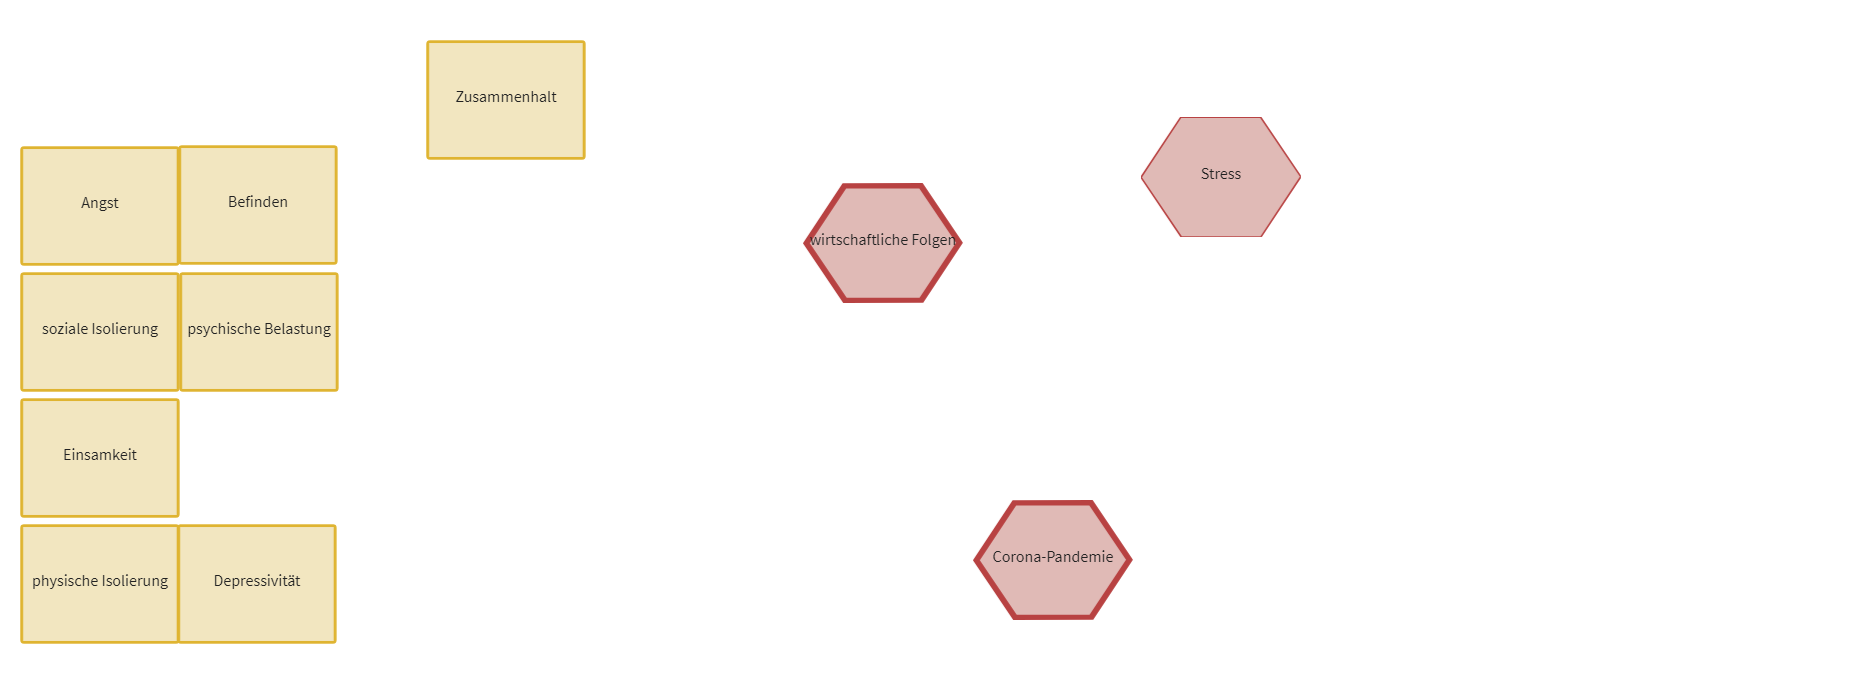 Zusammenhalt
Stress
Angst
Befinden
wirtschaftliche Folgen
soziale Isolierung
psychische Belastung
Einsamkeit
Corona-Pandemie
physische Isolierung
Depressivität